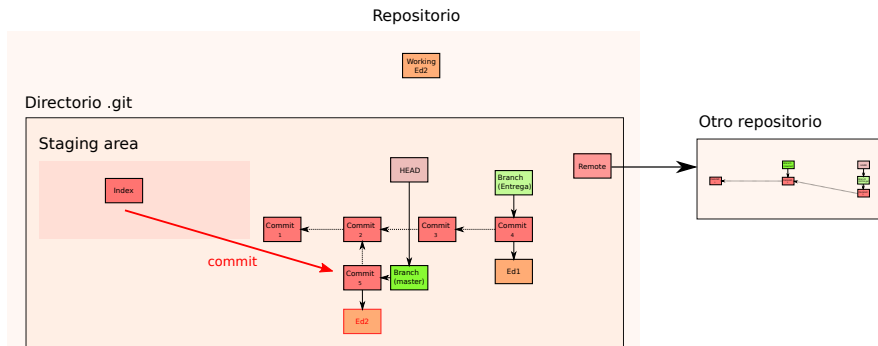 Repositorio
Working
Ed2
Directorio .git
Otro repositorio
Staging area
Remote
HEAD
Branch
(Entrega)
Index
Commit
1
Commit
2
Commit
3
Commit
4
commit
Commit
5
Branch
(master)
Ed1
Ed2